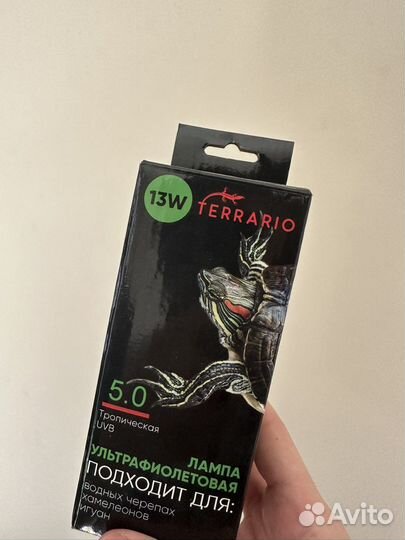 13W
TERRARIO
5.0
Тропическая
UVB
ЛАМПА
УЛЬТРАФИОЛЕТОВАЯ
ПОДХОДИТ ДЛЯ:
водных черепах
хамелеонов
игуан
Avito